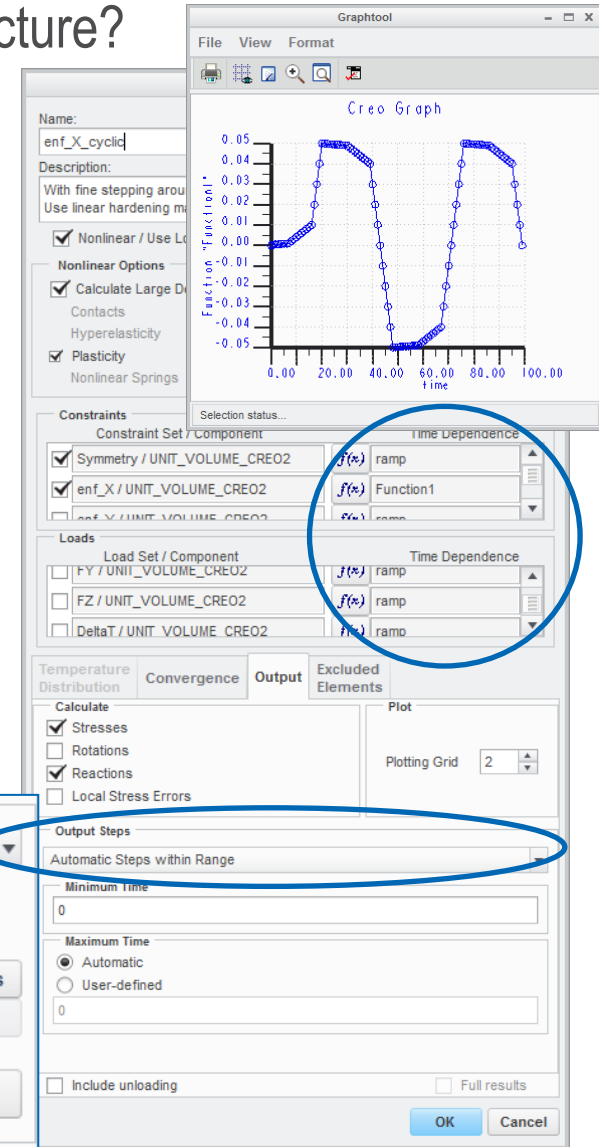 cture?
Graphtool
File View Format
Creo Graph
Function "Function1"
0.05
0.04
0.03
0.02
0.01
0.00
-0.01
-0.02
-0.03
-0.04
-0.05
0.00 20.00 40.00 60.00 80.00 100.00
time
Selection status...
Name:
enf_X_cyclic
Description:
With fine stepping arou
Use linear hardening ma
Nonlinear / Use Lo
Nonlinear Options
Calculate Large De
Contacts
Hyperelasticity
Plasticity
Nonlinear Springs
Constraints
Constraint Set / Component Time Dependence
Symmetry / UNIT_VOLUME_CREO2 f(x) ramp
enf_X / UNIT_VOLUME_CREO2 f(x) Function1
enf_Y / UNIT_VOLUME_CREO2 f(x) ramp
Loads
Load Set / Component Time Dependence
FY / UNIT_VOLUME_CREO2 f(x) ramp
FZ / UNIT_VOLUME_CREO2 f(x) ramp
DeltaT / UNIT_VOLUME_CREO2 f(x) ramp
Temperature Distribution Convergence Output Excluded Elements
Calculate Plot
Stresses
Rotations
Reactions
Local Stress Errors
Plotting Grid 2
Output Steps
Automatic Steps within Range
Minimum Time
0
Maximum Time
Automatic
User-defined
0
s
Include unloading Full results
OK Cancel